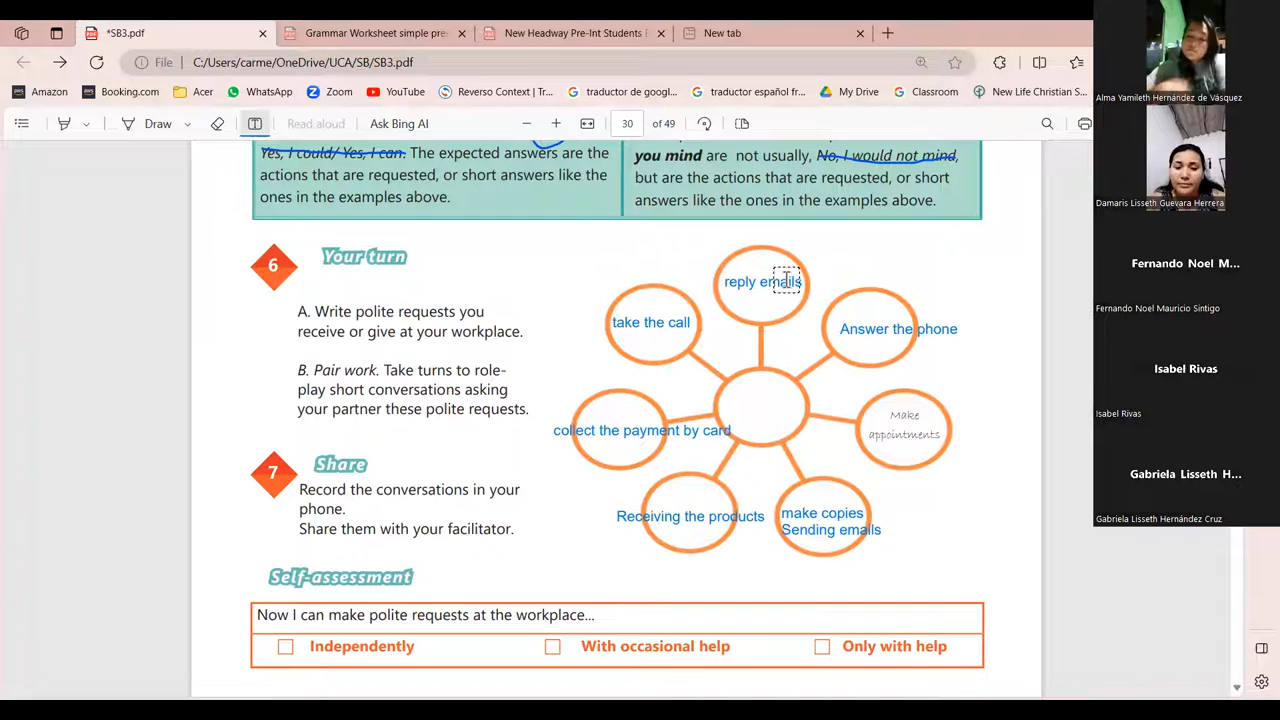 *SB3.pdf
Grammar Worksheet simple pre
New Headway Pre-Int Students B
New tab
File
C:/Users/carme/OneDrive/UCA/SB/SB3.pdf
Amazon
Booking.com
Acer
WhatsApp
Zoom
YouTube
Reverso Context | Tr...
traductor de googl...
traductor español fr...
My Drive
Classroom
New Life Christian S...
Draw
Read aloud
Ask Bing AI
30
of 49
Yes, I could/ Yes, I can. The expected answers are the
actions that are requested, or short answers like the
ones in the examples above.
you mind are not usually, No, I would not mind,
but are the actions that are requested, or short
answers like the ones in the examples above.
6
Your turn
A. Write polite requests you
receive or give at your workplace.
B. Pair work. Take turns to role-
play short conversations asking
your partner these polite requests.
7
Share
Record the conversations in your
phone.
Share them with your facilitator.
reply emails
take the call
Answer the phone
collect the payment by card
Make
appointments
Receiving the products
make copies
Sending emails
Self-assessment
Now I can make polite requests at the workplace...
Independently
With occasional help
Only with help
Alma Yamileth Hernández de Vásquez
Damaris Lisseth Guevara Herrera
Fernando Noel M...
Fernando Noel Mauricio Sintigo
Isabel Rivas
Isabel Rivas
Gabriela Lisseth H...
Gabriela Lisseth Hernández Cruz